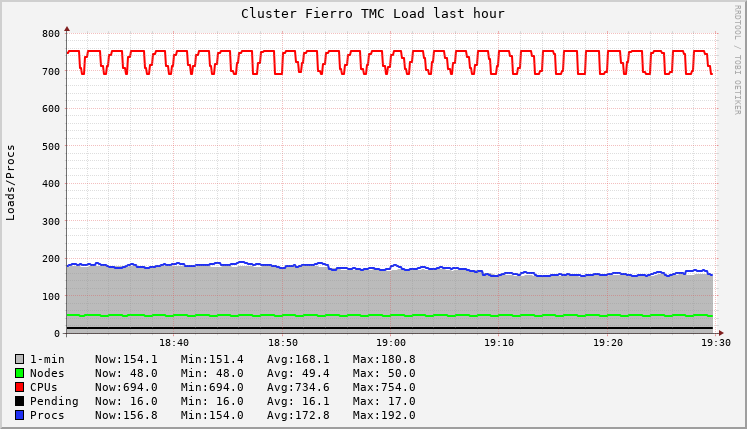 Cluster Fierro TMC Load last hour
RRDTOOL / TOBI OETIKER
Loads/Procs
800
700
600
500
400
300
200
100
0
18:40 18:50 19:00 19:10 19:20 19:30
1-min Now:154.1 Min:151.4 Avg:168.1 Max:180.8
Nodes Now: 48.0 Min: 48.0 Avg: 49.4 Max: 50.0
CPUs Now:694.0 Min:694.0 Avg:734.6 Max:754.0
Pending Now: 16.0 Min: 16.0 Avg: 16.1 Max: 17.0
Procs Now:156.8 Min:154.0 Avg:172.8 Max:192.0